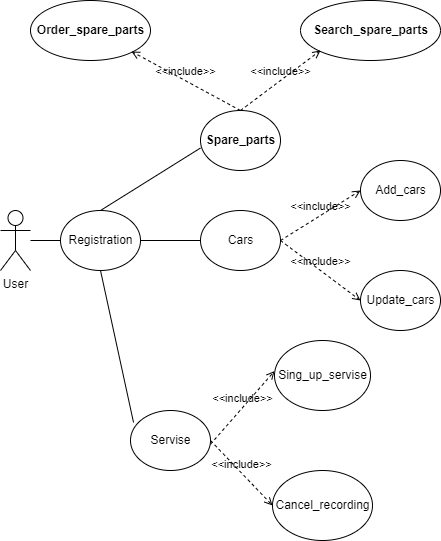 Order_spare_parts
Search_spare_parts
<<include>>
<<include>>
Spare_parts
Add_cars
<<include>>
User
Registration
Cars
<<include>>
Update_cars
Sing_up_servise
<<include>>
Servise
<<include>>
Cancel_recording